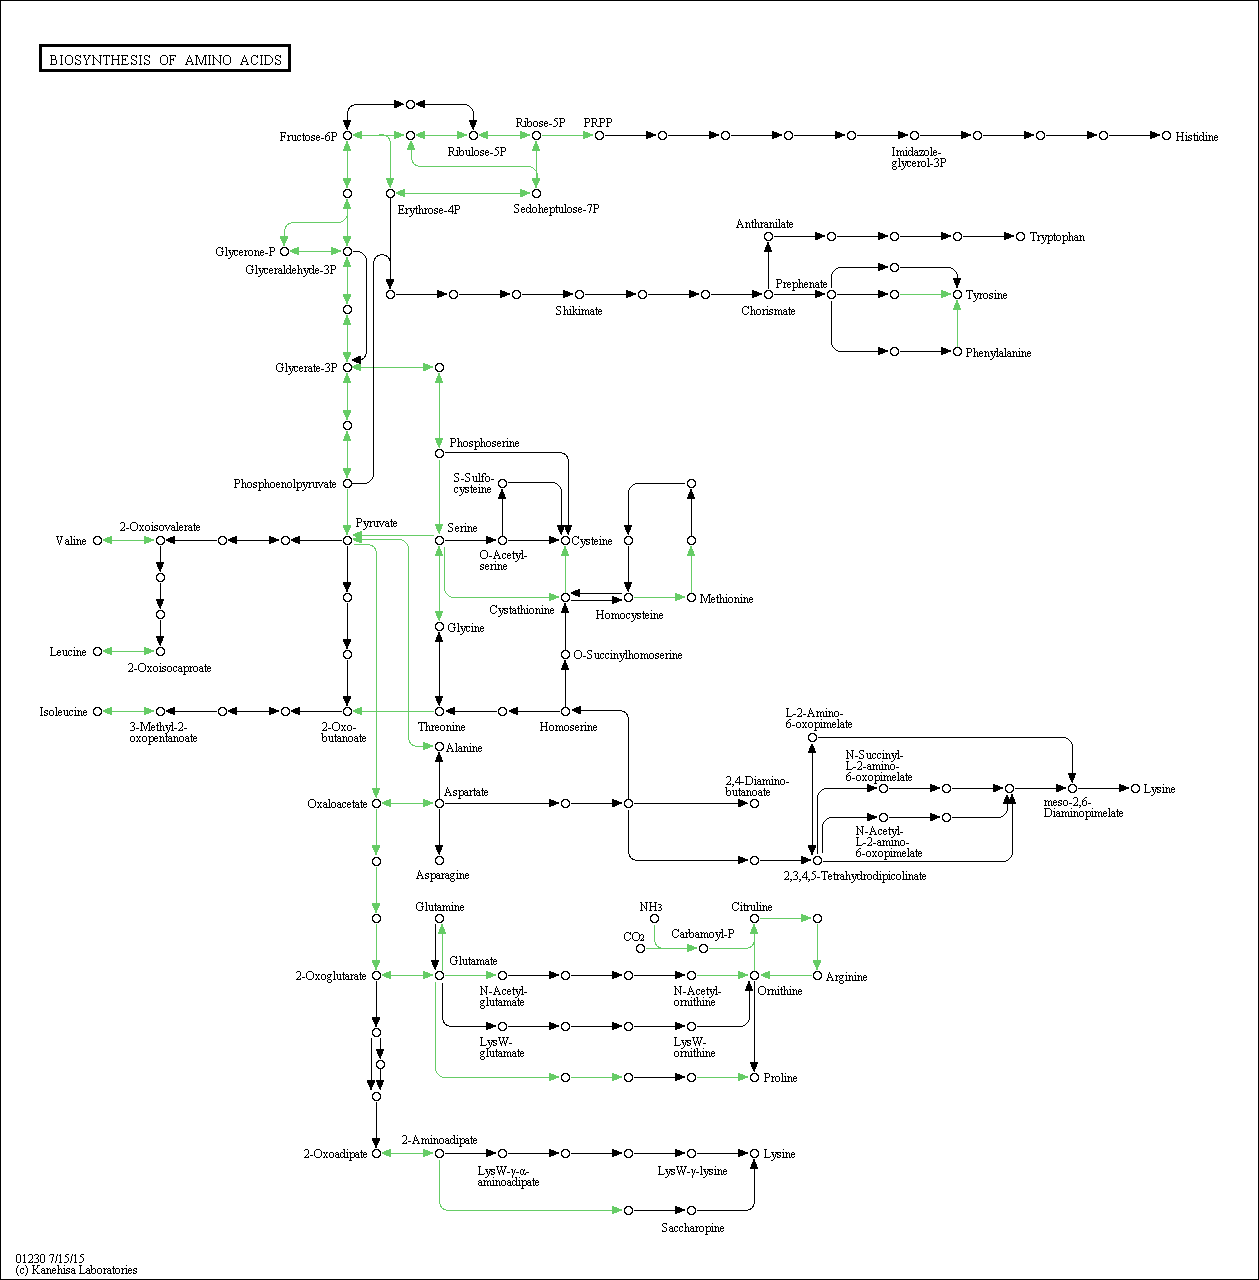 BIOSYNTHESIS OF AMINO ACIDS
Fructose-6P
Ribulose-5P
Ribose-5P
PRPP
Imidazole-
glycerol-3P
Histidine
Erythrose-4P
Sedoheptulose-7P
Glycerone-P
Glyceraldehyde-3P
Anthranilate
Tryptophan
Shikimate
Chorismate
Prephenate
Tyrosine
Phenylalanine
Glycerate-3P
Phosphoserine
Phosphoenolpyruvate
S-Sulfo-
cysteine
Valine
2-Oxoisovalerate
Pyruvate
Serine
O-Acetyl-
serine
Cysteine
Cystathionine
Homocysteine
Methionine
Glycine
Leucine
2-Oxoisocaproate
O-Succinylhomoserine
Isoleucine
3-Methyl-2-
oxopentanoate
2-Oxo-
butanoate
Threonine
Homoserine
L-2-Amino-
6-oxopimelate
Alanine
N-Succinyl-
L-2-amino-
6-oxopimelate
Oxaloacetate
Aspartate
2,4-Diamino-
butanoate
meso-2,6-
Diaminopimelate
Lysine
N-Acetyl-
L-2-amino-
6-oxopimelate
Asparagine
2,3,4,5-Tetrahydrodipicolinate
Glutamine
NH3
Citruline
CO2
Carbamoyl-P
2-Oxoglutarate
Glutamate
N-Acetyl-
glutamate
N-Acetyl-
ornithine
Ornithine
Arginine
LysW-
glutamate
LysW-
ornithine
Proline
2-Oxoadipate
2-Aminoadipate
LysW-γ-α-
aminoadipate
LysW-γ-lysine
Lysine
Saccharopine
01230 7/15/15
(c) Kanehisa Laboratories